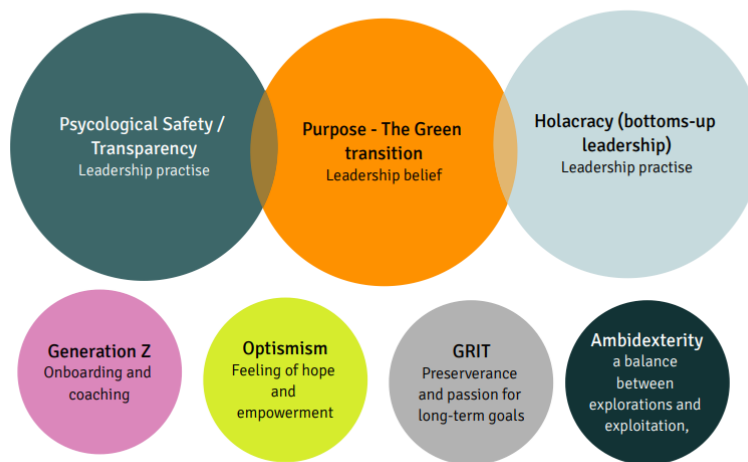 Psycological Safety /
Transparency
Leadership practise
Purpose - The Green
transition
Leadership belief
Holacracy (bottoms-up
leadership)
Leadership practise
Generation Z
Onboarding and
coaching
Optismism
Feeling of hope
and
empowerment
GRIT
Preserverance
and passion for
long-term goals
Ambidexterity
a balance
between
explorations and
exploitation,